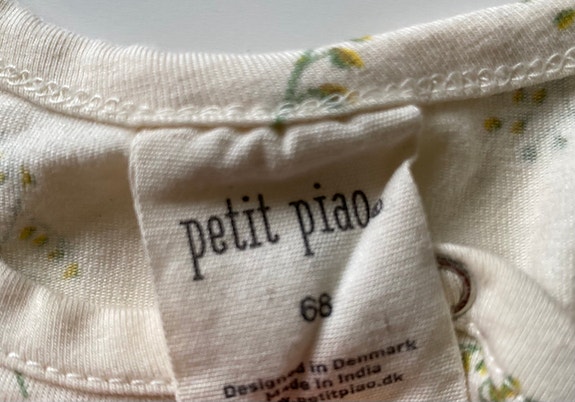 petit piao®
68
Designed in Denmark
Made in India
petitpiao.dk